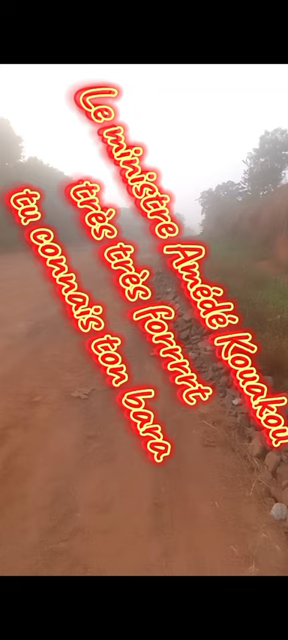 Le ministre Amédé Kouakou
très très forrrrt
tu connais ton bara